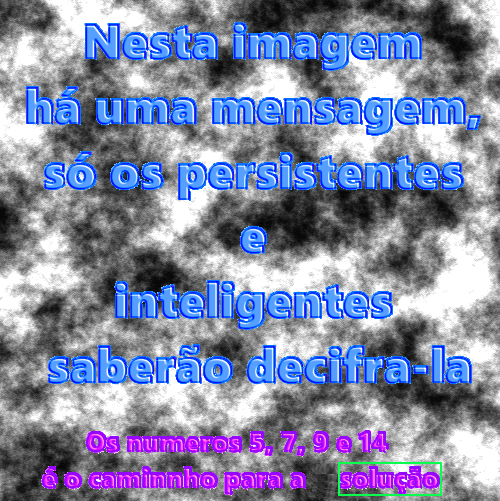 Nesta imagem
há uma mensagem,
só os persistentes
e
inteligentes
saberão decifra-la
Os numeros 5, 7, 9 e 14
é o caminnho para a solução